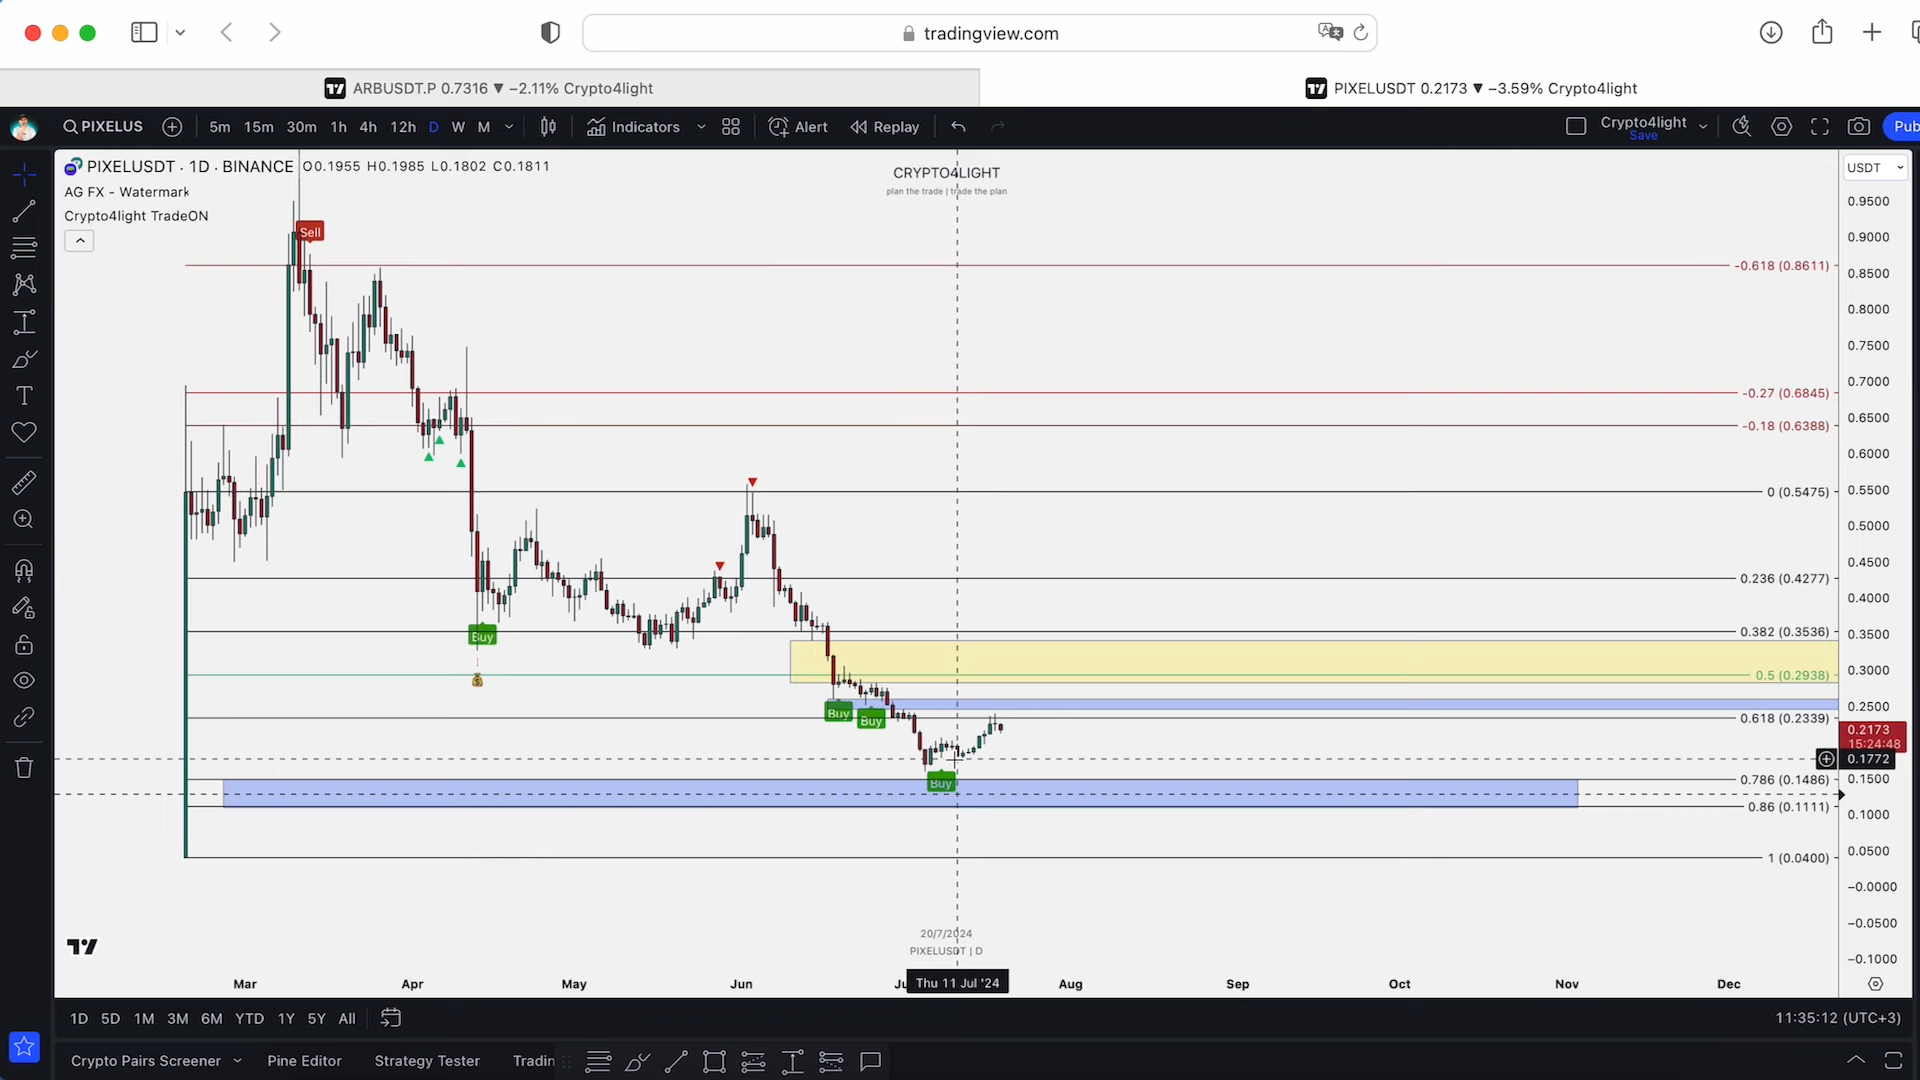 tradingview.com
ARBUSDT.P 0.7316 ▼ −2.11% Crypto4light
PIXELUSDT 0.2173 ▼ −3.59% Crypto4light
PIXELUS
5m 15m 30m 1h 4h 12h D W M
Indicators
Alert
Replay
Crypto4light
Save
Pub
PIXELUSDT · 1D · BINANCE O0.1955 H0.1985 L0.1802 C0.1811
AG FX - Watermark
Crypto4light TradeON
CRYPTO4LIGHT
plan the trade | trade the plan
USDT
Sell
Buy
Buy
Buy
Buy
-0.618 (0.8611)
-0.27 (0.6845)
-0.18 (0.6388)
0 (0.5475)
0.236 (0.4277)
0.382 (0.3536)
0.5 (0.2938)
0.618 (0.2339)
0.786 (0.1486)
0.86 (0.1111)
1 (0.0400)
0.9500
0.9000
0.8500
0.8000
0.7500
0.7000
0.6500
0.6000
0.5500
0.5000
0.4500
0.4000
0.3500
0.3000
0.2500
0.2173
15:24:48
0.1772
0.1500
0.1000
0.0500
−0.0000
−0.0500
−0.1000
20/7/2024
PIXELUSDT | D
Mar Apr May Jun Ju Thu 11 Jul '24 Aug Sep Oct Nov Dec
1D 5D 1M 3M 6M YTD 1Y 5Y All
11:35:12 (UTC+3)
Crypto Pairs Screener Pine Editor Strategy Tester Tradin